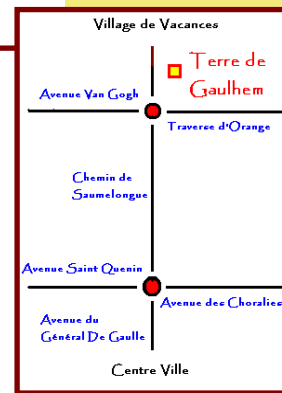 Village de Vacances
Terre de
Gaulhem
Avenue Van Gogh
Traverse d'Orange
Chemin de
Saumelongue
Avenue Saint Quenin
Avenue des Choralies
Avenue du
Général De Gaulle
Centre Ville